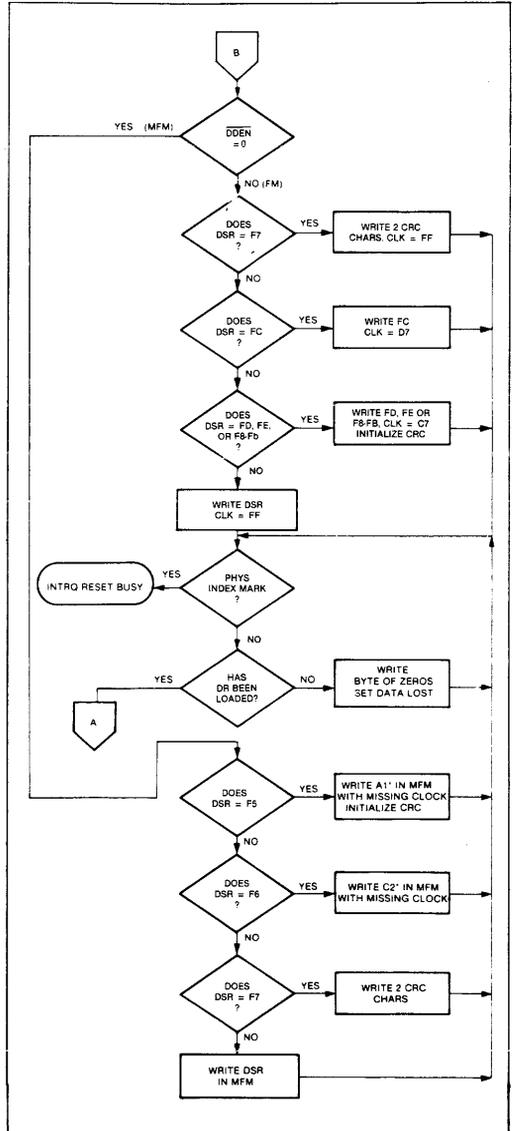 B
YES (MFM)
DDEN
= 0
NO (FM)
DOES
DSR = F7
?
YES
WRITE 2 CRC
CHARS. CLK = FF
NO
DOES
DSR = FC
?
YES
WRITE FC
CLK = D7
NO
DOES
DSR = FD, FE,
OR F8-Fb
?
YES
WRITE FD, FE OR
F8-FB, CLK = C7
INITIALIZE CRC
NO
WRITE DSR
CLK = FF
PHYS
INDEX MARK
?
YES
INTRQ RESET BUSY
NO
HAS
DR BEEN
LOADED?
YES
A
NO
WRITE
BYTE OF ZEROS
SET DATA LOST
DOES
DSR = F5
YES
WRITE A1* IN MFM
WITH MISSING CLOCK
INITIALIZE CRC
NO
DOES
DSR = F6
?
YES
WRITE C2* IN MFM
WITH MISSING CLOCK
NO
DOES
DSR = F7
?
YES
WRITE 2 CRC
CHARS
NO
WRITE DSR
IN MFM